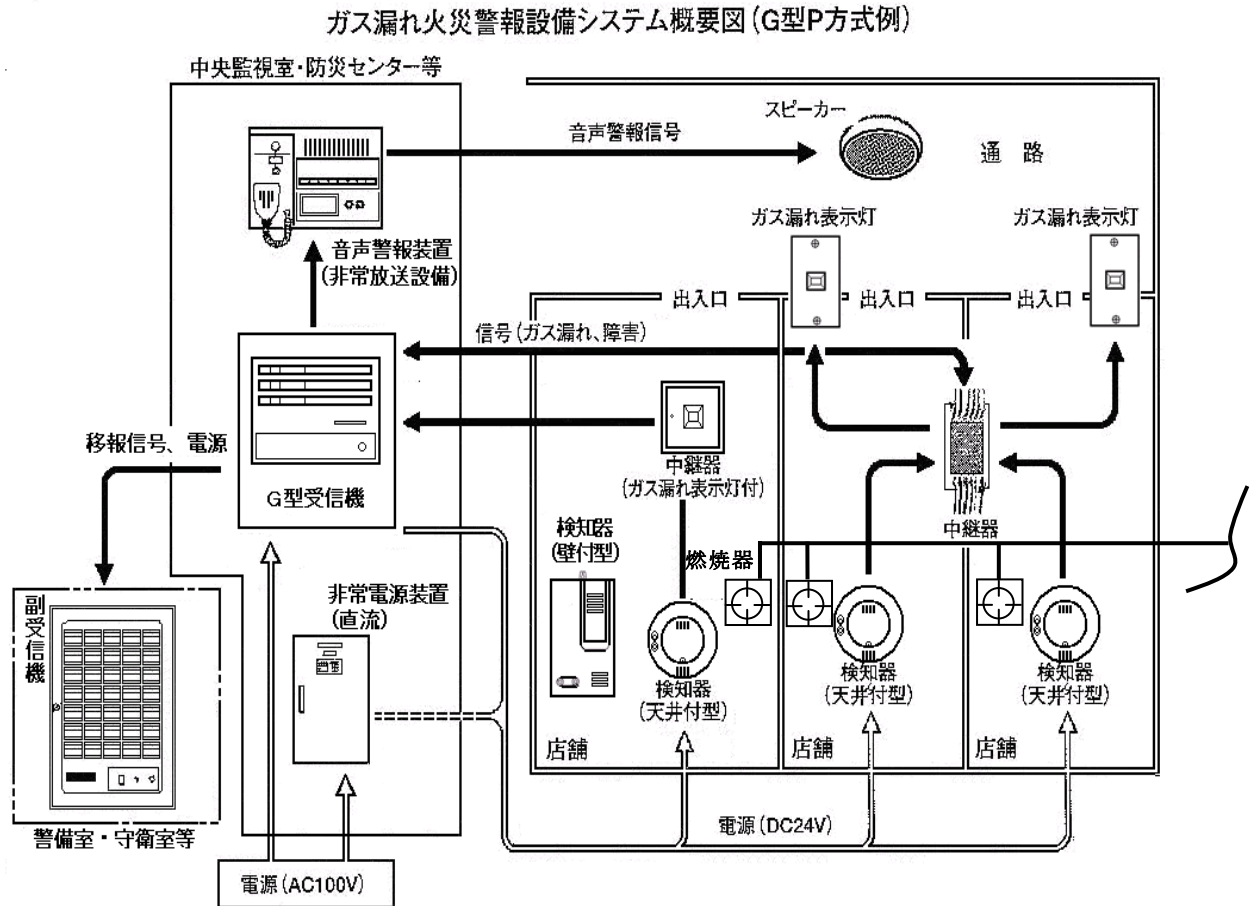 ガス漏れ火災警報設備システム概要図(G型P方式例)
中央監視室・防災センター等
音声警報信号
スピーカー
通 路
ガス漏れ表示灯
ガス漏れ表示灯
音声警報装置
(非常放送設備)
出入口
出入口
出入口
信号(ガス漏れ、障害)
移報信号、電源
G型受信機
中継器
(ガス漏れ表示灯付)
中継器
検知器
(壁付型)
燃焼器
副受信機
非常電源装置
(直流)
検知器
(天井付型)
検知器
(天井付型)
検知器
(天井付型)
店舗
店舗
店舗
警備室・守衛室等
電源(DC24V)
電源(AC100V)